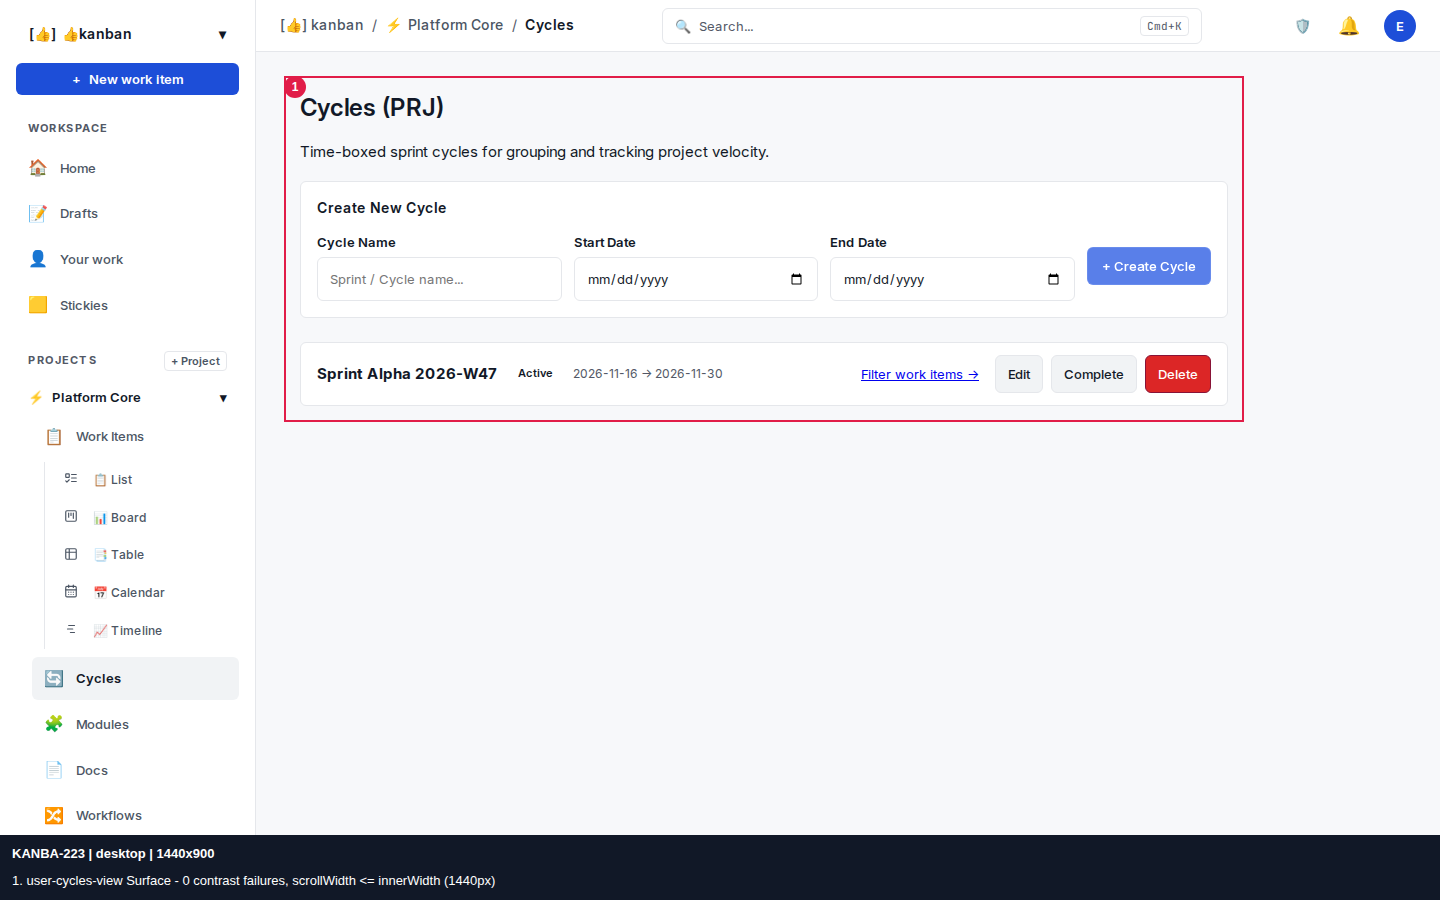 [👍] 👍kanban ▼
+ New work item
WORKSPACE
🏠 Home
📝 Drafts
👤 Your work
🟨 Stickies
PROJECTS + Project
⚡ Platform Core ▼
📋 Work Items
📋 List
📊 Board
📑 Table
📅 Calendar
📈 Timeline
🔄 Cycles
🧩 Modules
📄 Docs
🔀 Workflows
[👍] kanban / ⚡ Platform Core / Cycles
🔍 Search... Cmd+K
🛡️ 🔔 E
1
Cycles (PRJ)
Time-boxed sprint cycles for grouping and tracking project velocity.
Create New Cycle
Cycle Name Start Date End Date
Sprint / Cycle name... mm/dd/yyyy mm/dd/yyyy + Create Cycle
Sprint Alpha 2026-W47 Active 2026-11-16 → 2026-11-30 Filter work items → Edit Complete Delete
KANBA-223 | desktop | 1440x900
1. user-cycles-view Surface - 0 contrast failures, scrollWidth <= innerWidth (1440px)